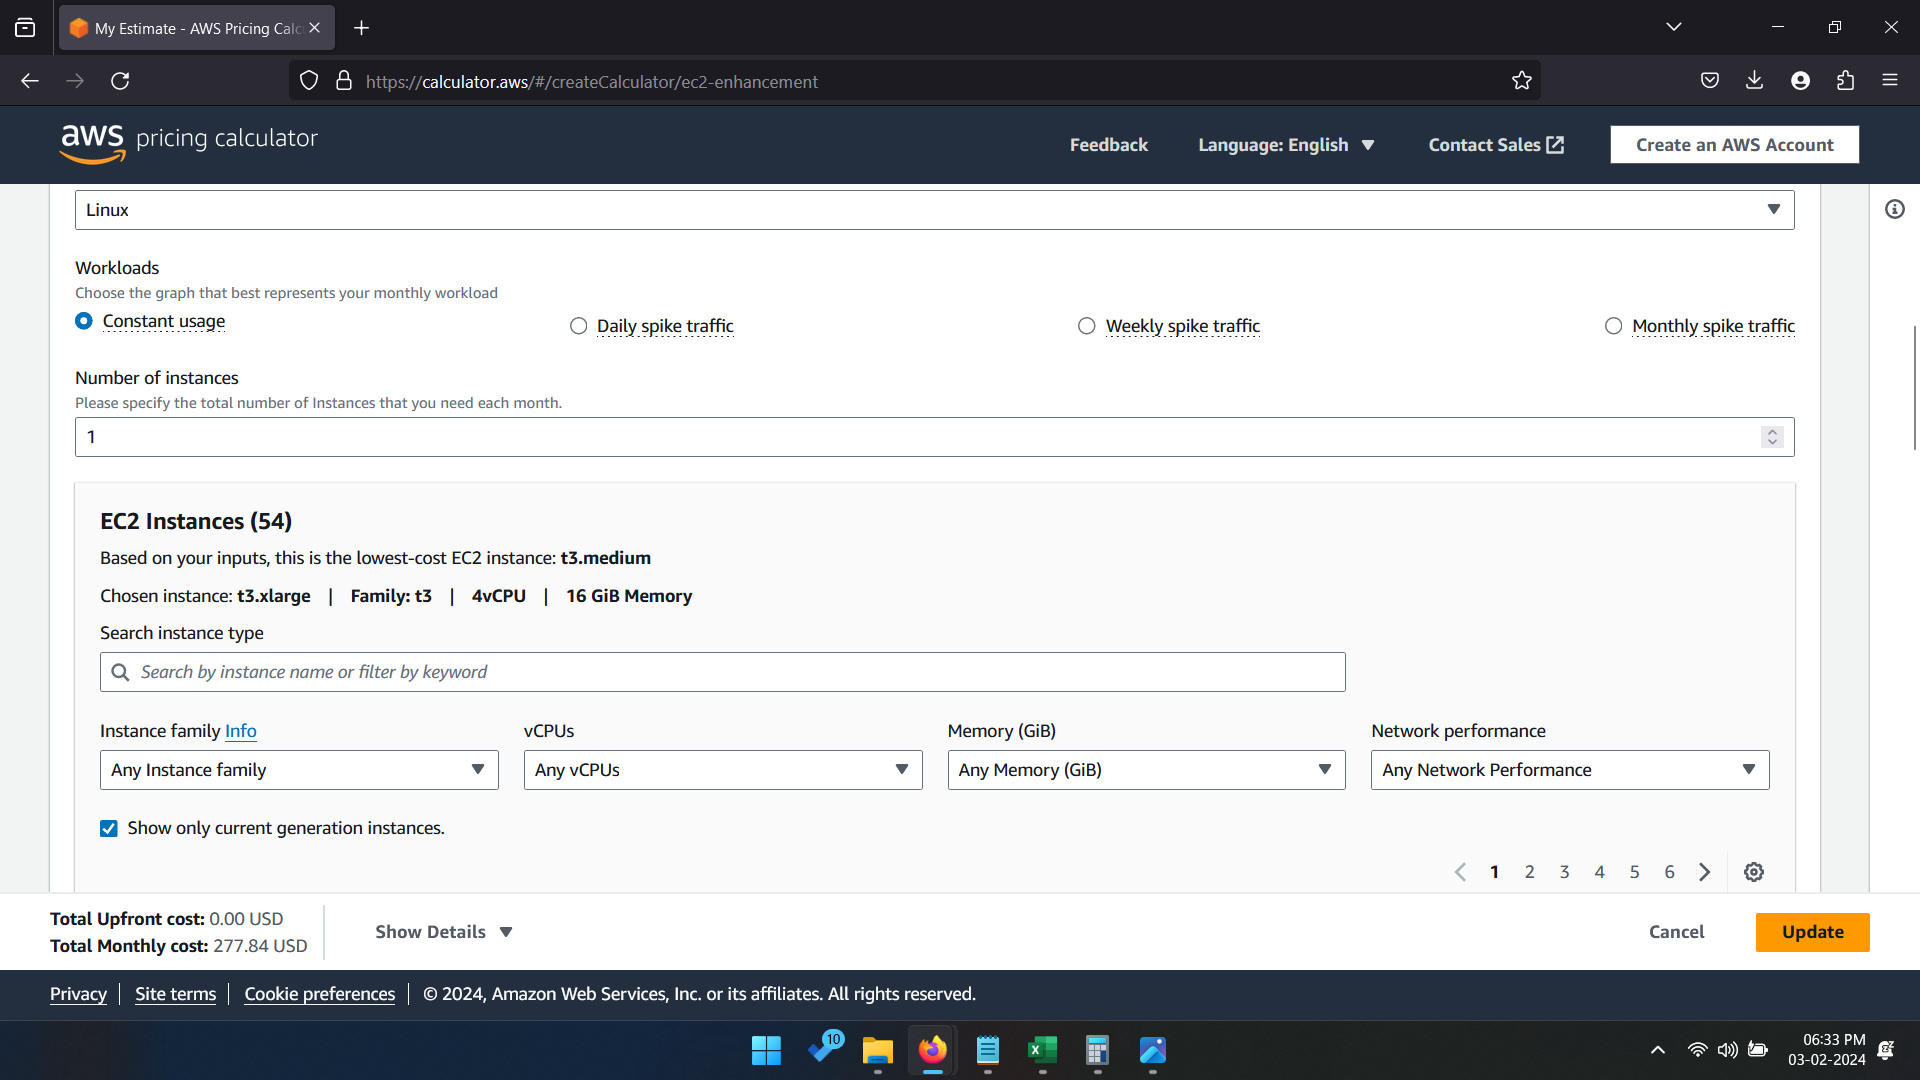 My Estimate - AWS Pricing Calc
https://calculator.aws/#/createCalculator/ec2-enhancement
aws pricing calculator
Feedback
Language: English
Contact Sales
Create an AWS Account
Linux
Workloads
Choose the graph that best represents your monthly workload
Constant usage
Daily spike traffic
Weekly spike traffic
Monthly spike traffic
Number of instances
Please specify the total number of Instances that you need each month.
1
EC2 Instances (54)
Based on your inputs, this is the lowest-cost EC2 instance: t3.medium
Chosen instance: t3.xlarge | Family: t3 | 4vCPU | 16 GiB Memory
Search instance type
Search by instance name or filter by keyword
Instance family Info
vCPUs
Memory (GiB)
Network performance
Any Instance family
Any vCPUs
Any Memory (GiB)
Any Network Performance
Show only current generation instances.
1 2 3 4 5 6
Total Upfront cost: 0.00 USD
Total Monthly cost: 277.84 USD
Show Details
Cancel
Update
Privacy | Site terms | Cookie preferences | © 2024, Amazon Web Services, Inc. or its affiliates. All rights reserved.
10
06:33 PM
03-02-2024